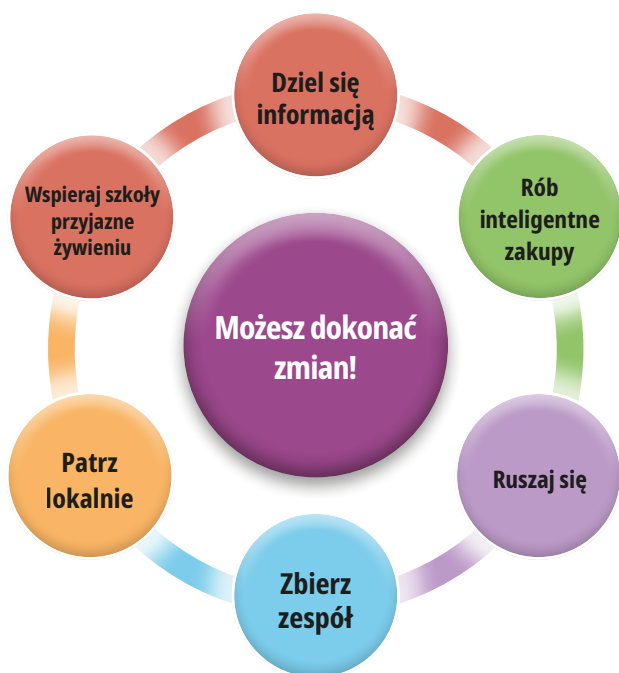 Dziel się
informacją
Rób
inteligentne
zakupy
Ruszaj się
Zbierz
zespół
Patrz
lokalnie
Wspieraj szkoły
przyjazne
żywieniu
Możesz dokonać
zmian!